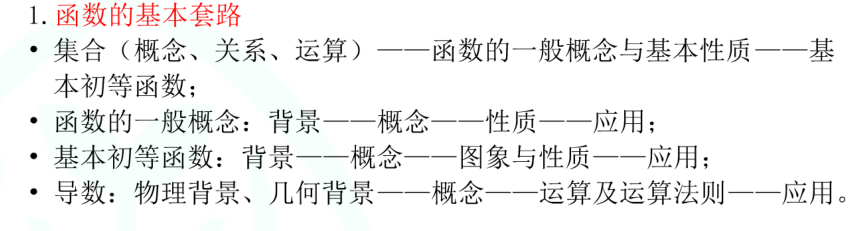 1. 函数的基本套路
• 集合（概念、关系、运算）——函数的一般概念与基本性质——基
本初等函数；
• 函数的一般概念：背景——概念——性质——应用；
• 基本初等函数：背景——概念——图象与性质——应用；
• 导数：物理背景、几何背景——概念——运算及运算法则——应用。